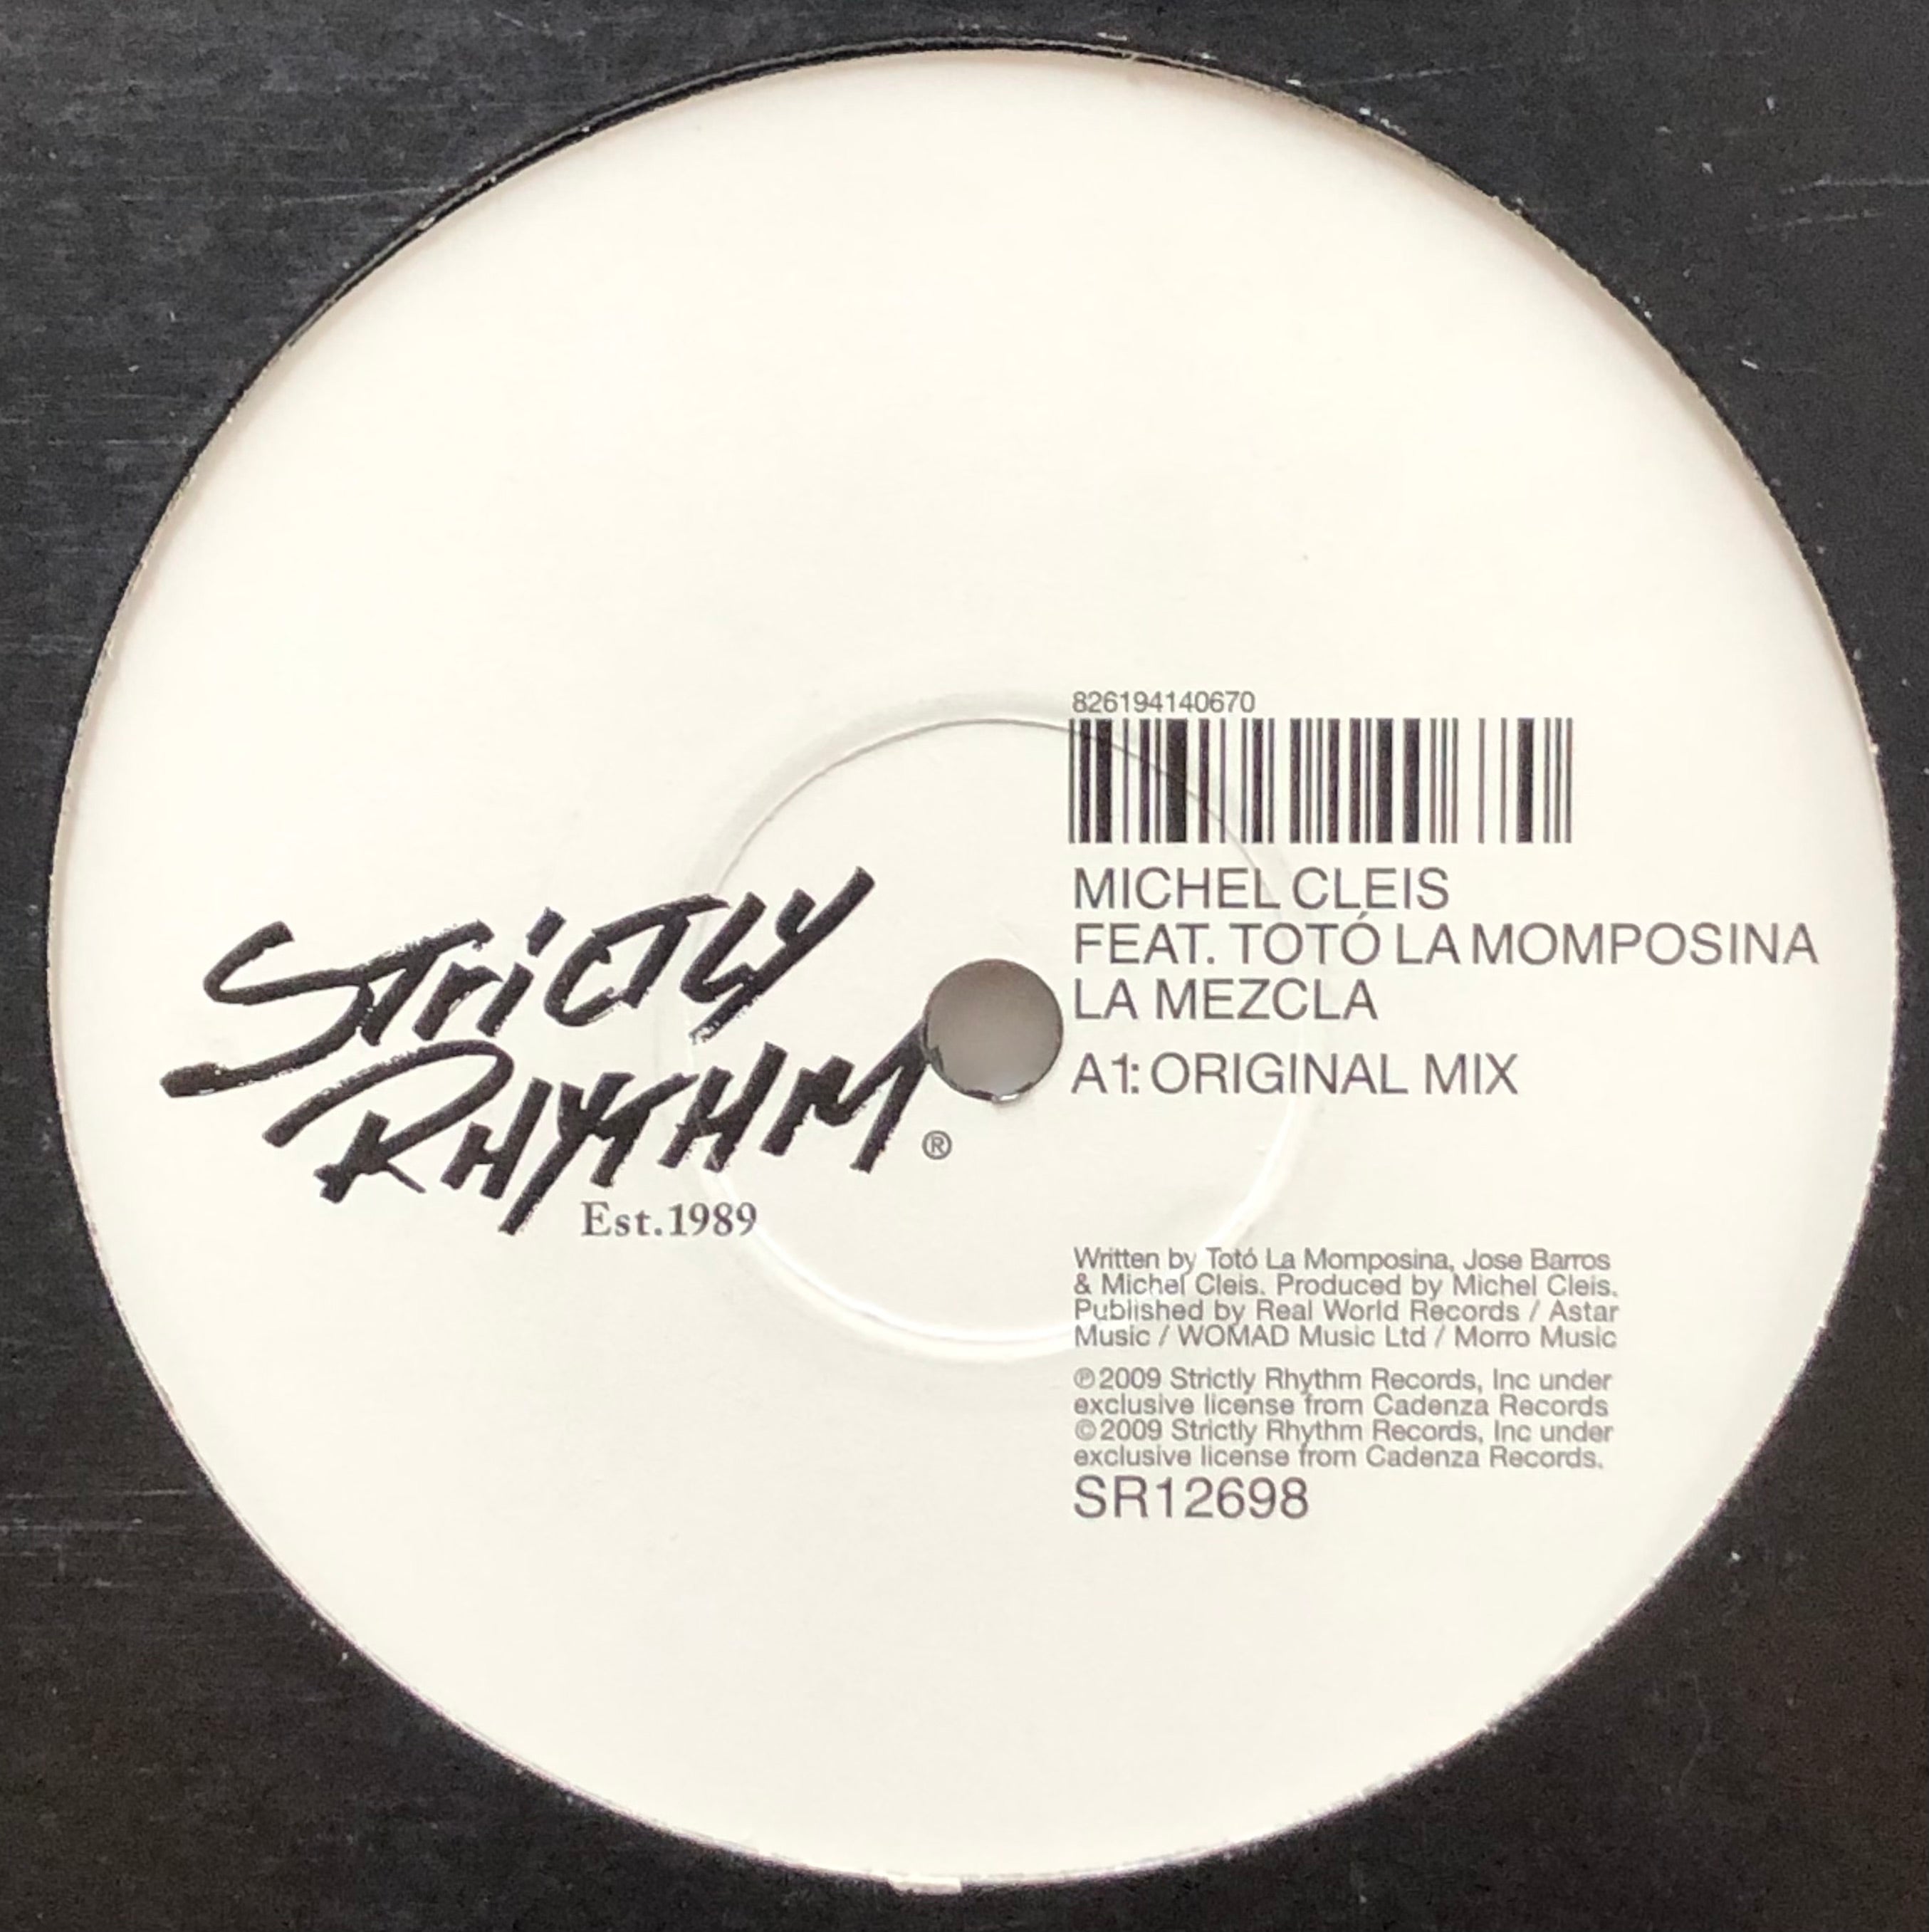 Strictly
Rhythm
®
Est.1989
826194140670
MICHEL CLEIS
FEAT. TOTÓ LA MOMPOSINA
LA MEZCLA
A1: ORIGINAL MIX
Written by Totó La Momposina, Jose Barros
& Michel Cleis. Produced by Michel Cleis.
Published by Real World Records / Astar
Music / WOMAD Music Ltd / Morro Music
℗2009 Strictly Rhythm Records, Inc under
exclusive license from Cadenza Records
©2009 Strictly Rhythm Records, Inc under
exclusive license from Cadenza Records.
SR12698